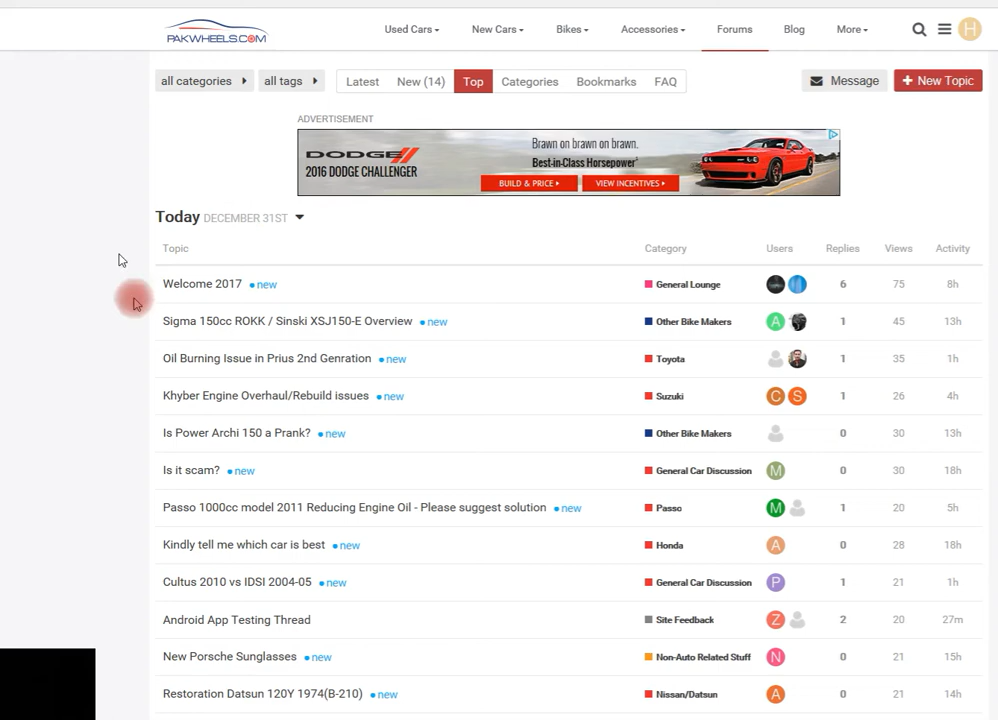 PAKWHEELS.COM Used Cars New Cars Bikes Accessories Forums Blog More H
all categories all tags Latest New (14) Top Categories Bookmarks FAQ Message + New Topic
ADVERTISEMENT
DODGE
2016 DODGE CHALLENGER
Brawn on brawn on brawn.
Best-in-Class Horsepower
BUILD & PRICE VIEW INCENTIVES
Today DECEMBER 31ST
Topic Category Users Replies Views Activity
Welcome 2017 new General Lounge 6 75 8h
Sigma 150cc ROKK / Sinski XSJ150-E Overview new Other Bike Makers A 1 45 13h
Oil Burning Issue in Prius 2nd Genration new Toyota 1 35 1h
Khyber Engine Overhaul/Rebuild issues new Suzuki C S 1 26 4h
Is Power Archi 150 a Prank? new Other Bike Makers 0 30 13h
Is it scam? new General Car Discussion M 0 30 18h
Passo 1000cc model 2011 Reducing Engine Oil - Please suggest solution new Passo M 1 20 5h
Kindly tell me which car is best new Honda A 0 28 18h
Cultus 2010 vs IDSI 2004-05 new General Car Discussion P 1 21 1h
Android App Testing Thread Site Feedback Z 2 20 27m
New Porsche Sunglasses new Non-Auto Related Stuff N 0 21 15h
Restoration Datsun 120Y 1974(B-210) new Nissan/Datsun A 0 21 14h